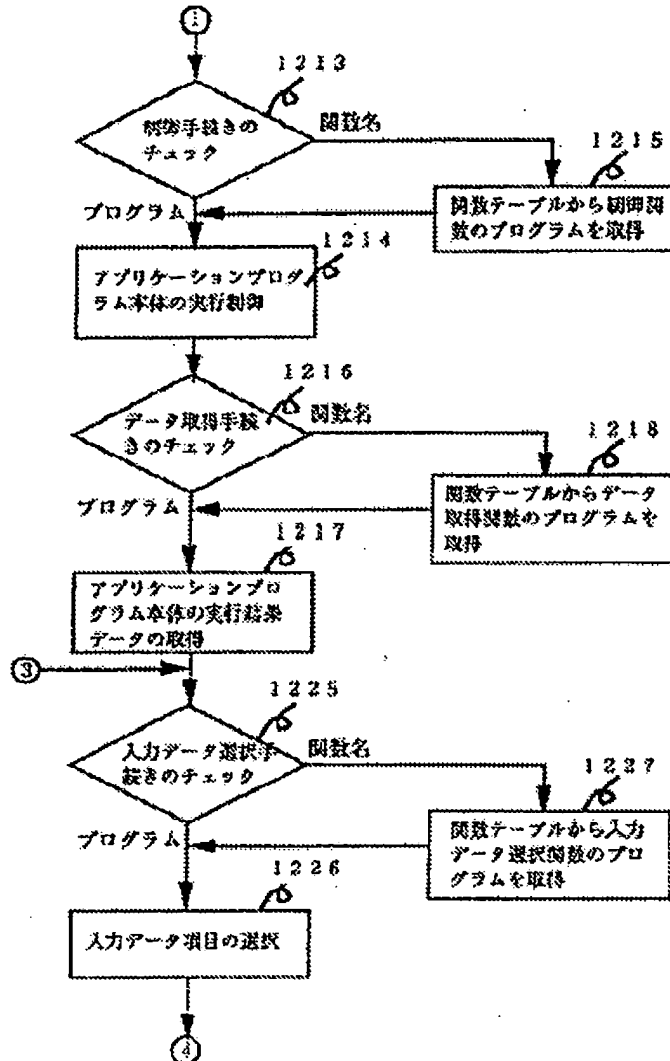 ①
1213
制御手続きの
チェック
関数名
1215
関数テーブルから制御関
数のプログラムを取得
プログラム
1214
アプリケーションプログ
ラム本体の実行制御
1216
データ取得手続
きのチェック
関数名
1218
関数テーブルからデータ
取得関数のプログラムを
取得
プログラム
1217
アプリケーションプロ
グラム本体の実行結果
データの取得
③
1225
入力データ選択手
続きのチェック
関数名
1227
関数テーブルから入力
データ選択関数のプロ
グラムを取得
プログラム
1226
入力データ項目の選択
④